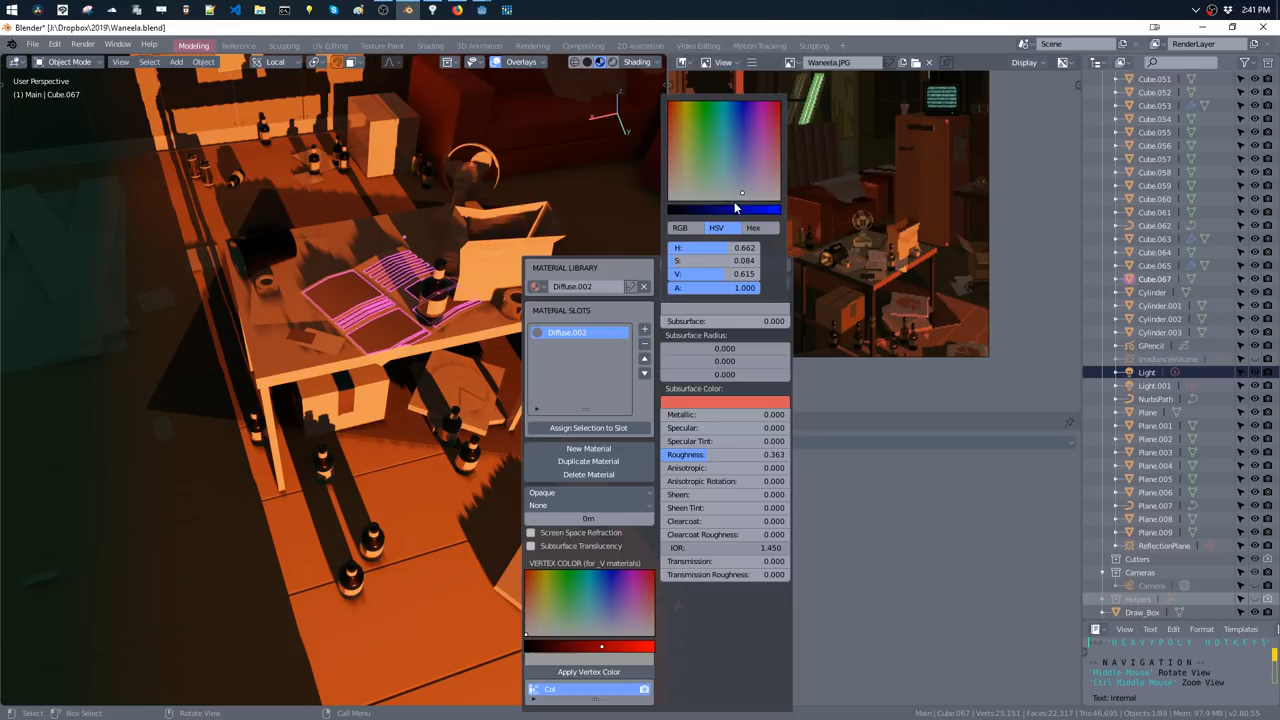 2:41 PM
Blender* [J:\Dropbox\2019\Waneela.blend]
File Edit Render Window Help Modeling Reference Sculpting UV Editing Texture Paint Shading 3D Animation Rendering Compositing 2D Animation Video Editing Motion Tracking Scripting + Scene RenderLayer
Object Mode View Select Add Object Local Overlays Shading View Waneela.JPG Display
User Perspective
(1) Main | Cube.067
RGB HSV Hex
H: 0.662
S: 0.084
V: 0.615
A: 1.000
MATERIAL LIBRARY
Diffuse.002
MATERIAL SLOTS
Diffuse.002
Assign Selection to Slot
New Material
Duplicate Material
Delete Material
Opaque
None
0m
Screen Space Refraction
Subsurface Translucency
VERTEX COLOR (for _V materials)
Apply Vertex Color
Col
Subsurface: 0.000
Subsurface Radius:
0.000
0.000
0.000
Subsurface Color:
Metallic: 0.000
Specular: 0.000
Specular Tint: 0.000
Roughness: 0.363
Anisotropic: 0.000
Anisotropic Rotation: 0.000
Sheen: 0.000
Sheen Tint: 0.000
Clearcoat: 0.000
Clearcoat Roughness: 0.000
IOR: 1.450
Transmission: 0.000
Transmission Roughness: 0.000
Cube.051
Cube.052
Cube.053
Cube.054
Cube.055
Cube.056
Cube.057
Cube.058
Cube.059
Cube.060
Cube.061
Cube.062
Cube.063
Cube.064
Cube.065
Cube.067
Cylinder
Cylinder.001
Cylinder.002
Cylinder.003
GPencil
IrradianceVolume
Light
Light.001
NurbsPath
Plane
Plane.001
Plane.002
Plane.003
Plane.004
Plane.005
Plane.006
Plane.007
Plane.008
Plane.009
ReflectionPlane
Cutters
Cameras
Camera
Helpers
Draw_Box
View Text Edit Format Templates
'HEAVYPOLY HOTKEYS'
-- N A V I G A T I O N --
'Middle Mouse' Rotate View
'Ctrl Middle Mouse' Zoom View
Text: Internal
Select Box Select Rotate View Call Menu Main | Cube.067 | Verts:25,151 | Faces:22,317 | Tris:46,695 | Objects:1/89 | Mem: 97.9 MB | v2.80.55